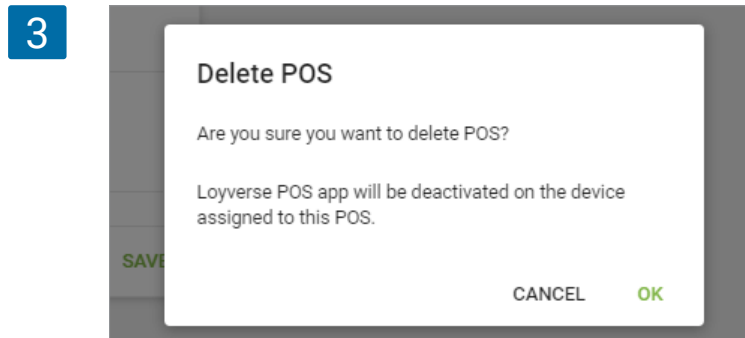 3
Delete POS
Are you sure you want to delete POS?
Loyverse POS app will be deactivated on the device
assigned to this POS.
SAVE
CANCEL OK